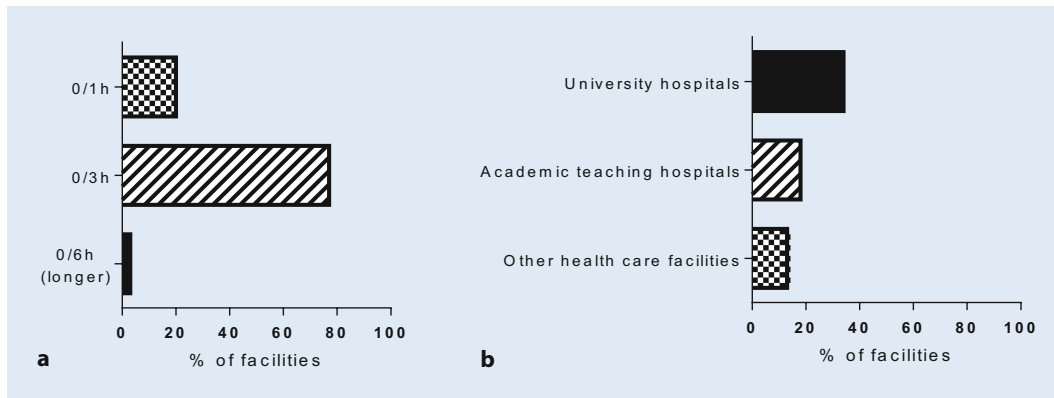 0/1h
0/3h
0/6h
(longer)
0 20 40 60 80 100
% of facilities
a
University hospitals
Academic teaching hospitals
Other health care facilities
0 20 40 60 80 100
% of facilities
b